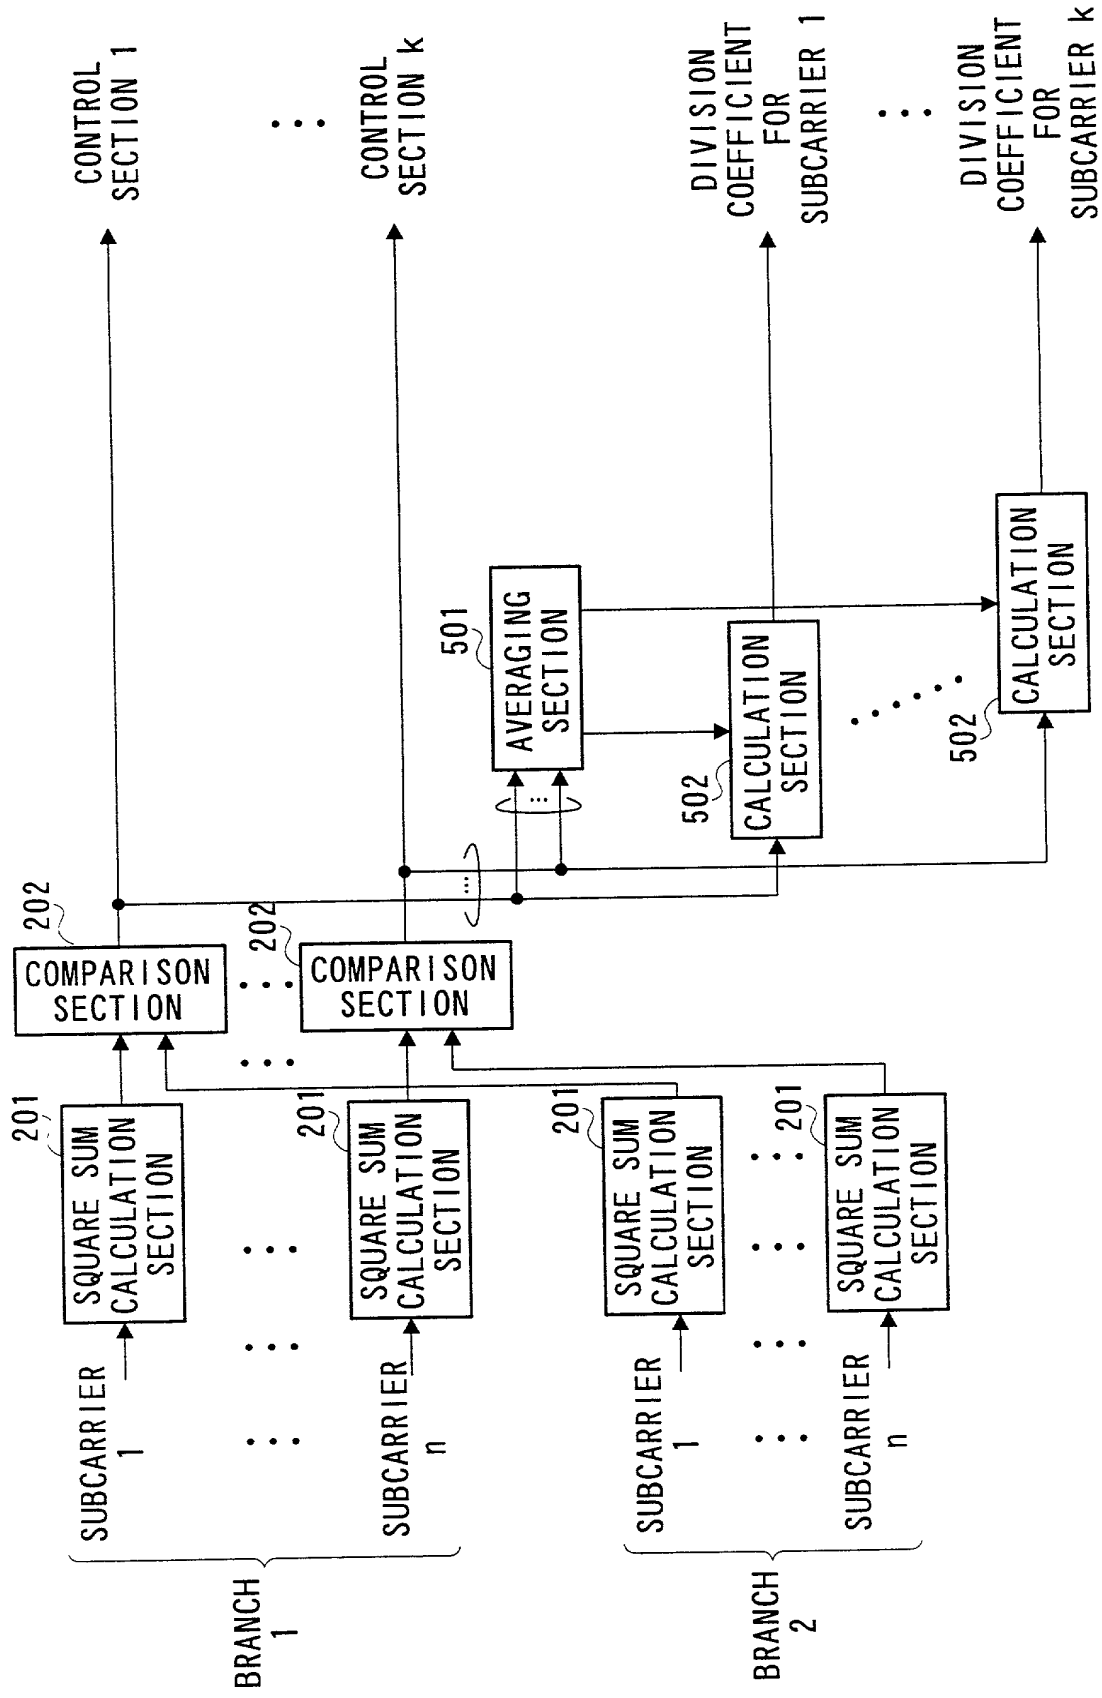 BRANCH
1
SUBCARRIER
1
SUBCARRIER
n
BRANCH
2
SUBCARRIER
1
SUBCARRIER
n
201
SQUARE SUM
CALCULATION
SECTION
201
SQUARE SUM
CALCULATION
SECTION
201
SQUARE SUM
CALCULATION
SECTION
201
SQUARE SUM
CALCULATION
SECTION
202
COMPARISON
SECTION
202
COMPARISON
SECTION
501
AVERAGING
SECTION
502
CALCULATION
SECTION
502
CALCULATION
SECTION
CONTROL
SECTION 1
CONTROL
SECTION k
DIVISION
COEFFICIENT
FOR
SUBCARRIER 1
DIVISION
COEFFICIENT
FOR
SUBCARRIER k